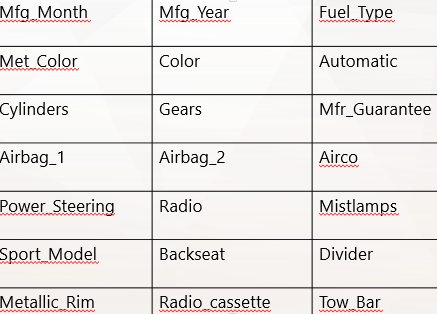 Mfg_Month Mfg_Year Fuel_Type
Met_Color Color Automatic
Cylinders Gears Mfr_Guarantee
Airbag_1 Airbag_2 Airco
Power_Steering Radio Mistlamps
Sport_Model Backseat Divider
Metallic_Rim Radio_cassette Tow_Bar